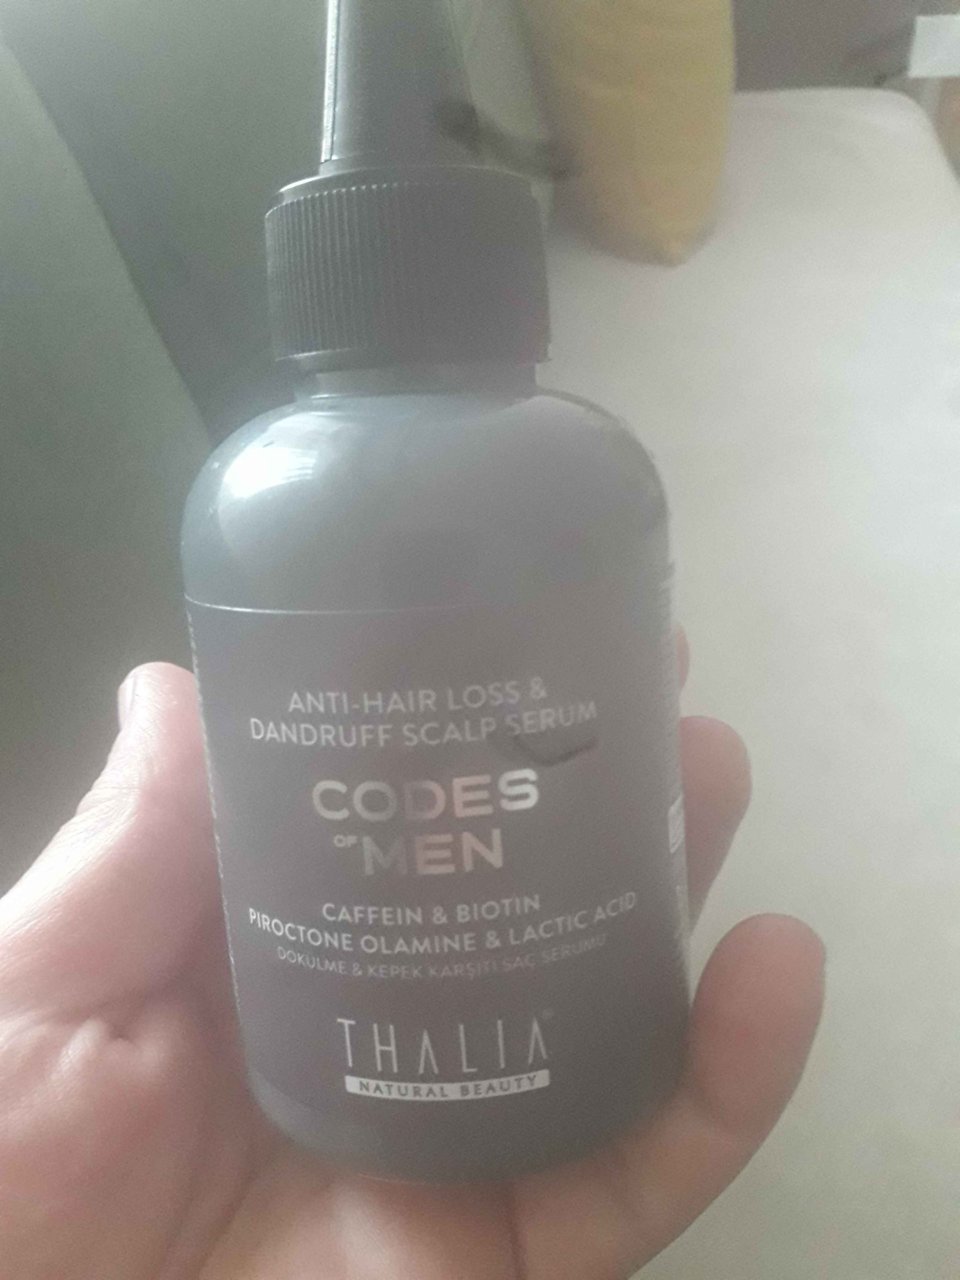 ANTI-HAIR LOSS &
DANDRUFF SCALP SERUM
CODES
OF MEN
CAFFEIN & BIOTIN
PIROCTONE OLAMINE & LACTIC ACID
DÖKÜLME & KEPEK KARŞITI SAÇ SERUMU
THALIA
NATURAL BEAUTY